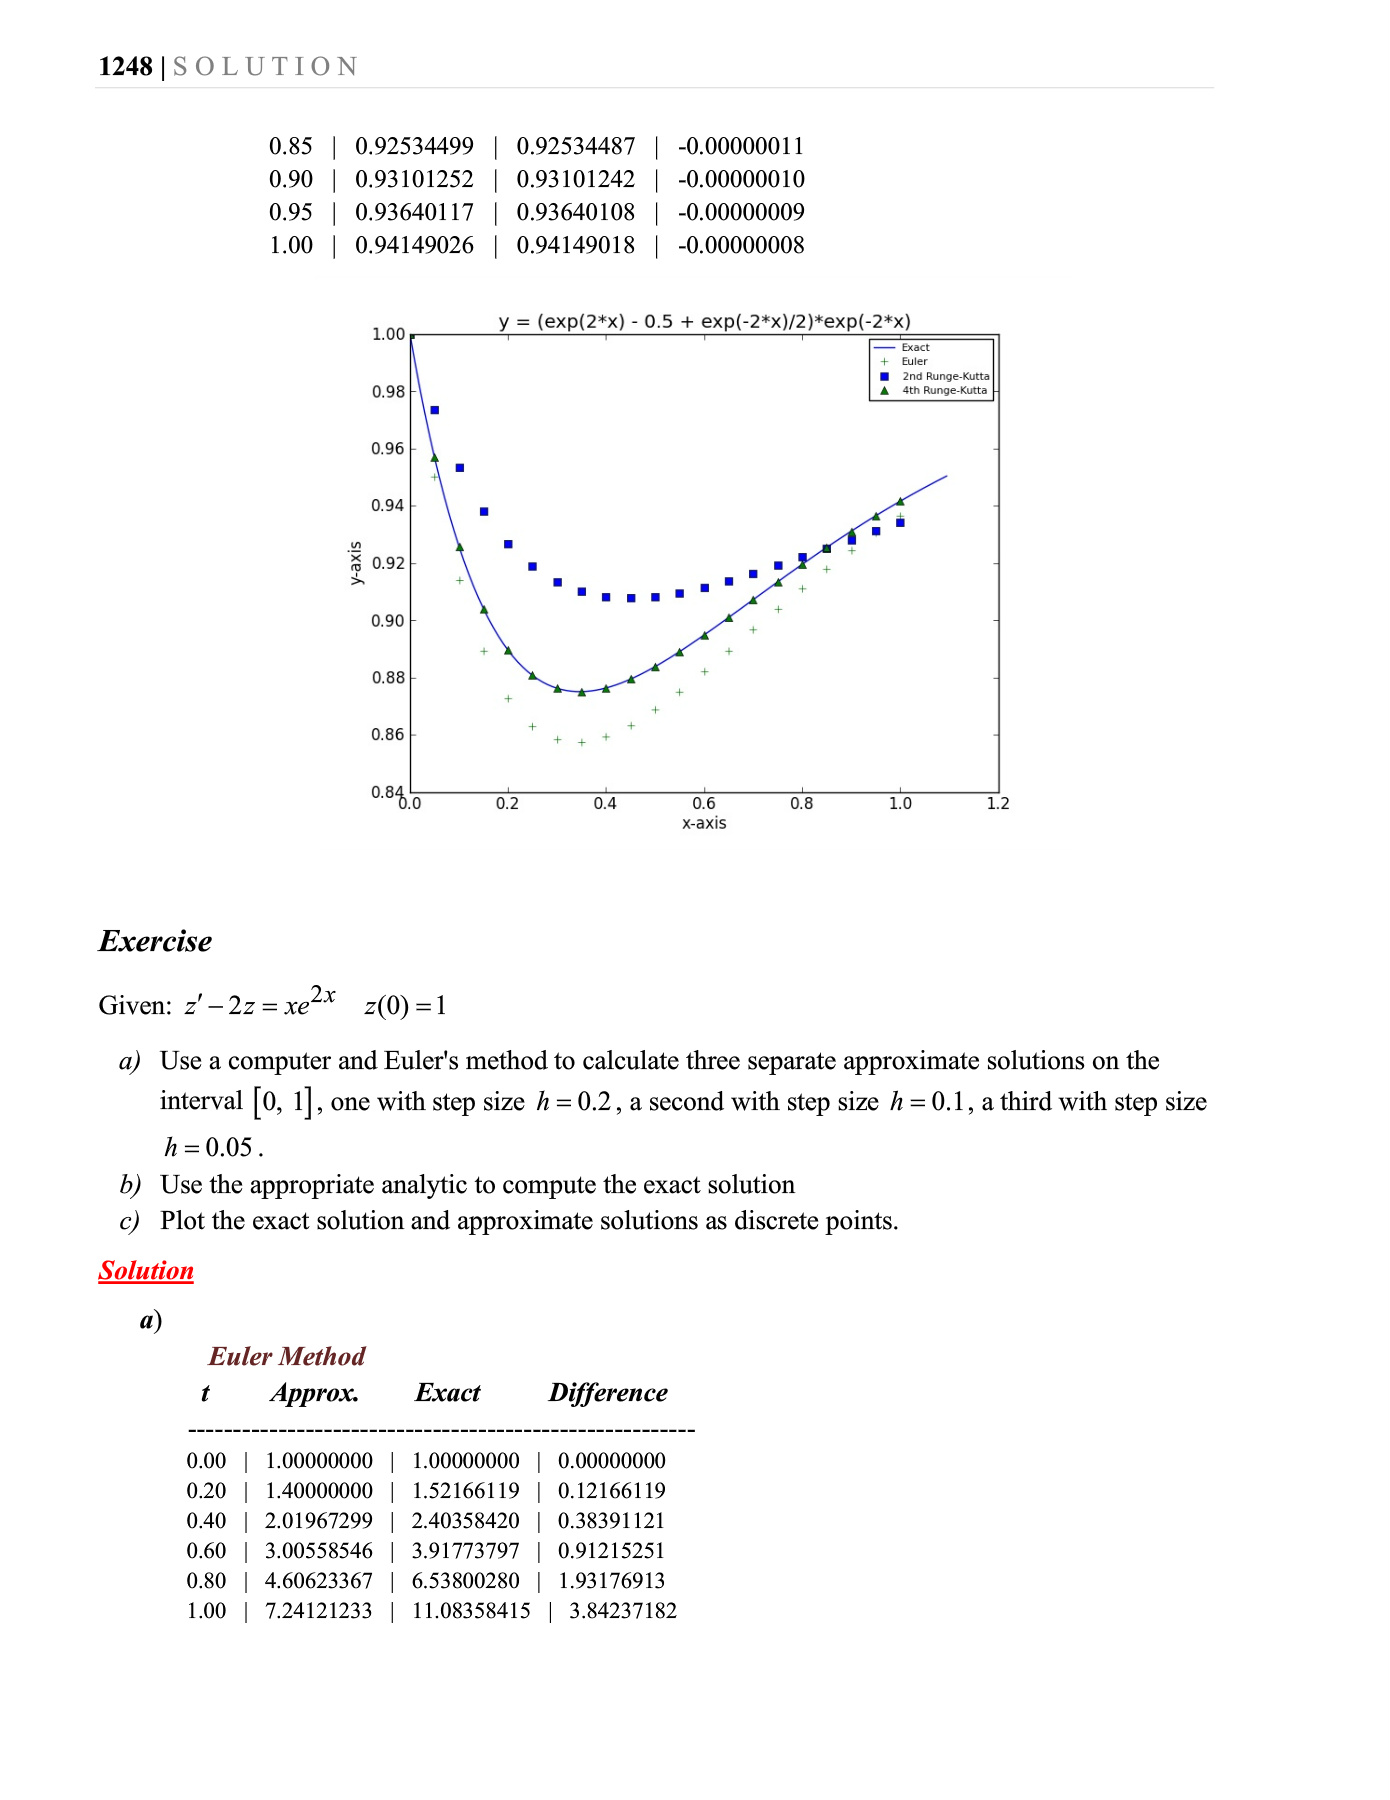 1248 | S O L U T I O N
0.85 | 0.92534499 | 0.92534487 | -0.00000011
0.90 | 0.93101252 | 0.93101242 | -0.00000010
0.95 | 0.93640117 | 0.93640108 | -0.00000009
1.00 | 0.94149026 | 0.94149018 | -0.00000008
y = (exp(2*x) - 0.5 + exp(-2*x)/2)*exp(-2*x)
Exact
Euler
2nd Runge-Kutta
4th Runge-Kutta
1.00
0.98
0.96
0.94
0.92
0.90
0.88
0.86
0.84
y-axis
0.0 0.2 0.4 0.6 0.8 1.0 1.2
x-axis
Exercise
Given: z′ – 2z = xe^{2x} z(0) = 1
a) Use a computer and Euler's method to calculate three separate approximate solutions on the
interval [0, 1], one with step size h = 0.2, a second with step size h = 0.1, a third with step size
h = 0.05.
b) Use the appropriate analytic to compute the exact solution
c) Plot the exact solution and approximate solutions as discrete points.
Solution
a)
Euler Method
t Approx. Exact Difference
--------------------------------------------------------
0.00 | 1.00000000 | 1.00000000 | 0.00000000
0.20 | 1.40000000 | 1.52166119 | 0.12166119
0.40 | 2.01967299 | 2.40358420 | 0.38391121
0.60 | 3.00558546 | 3.91773797 | 0.91215251
0.80 | 4.60623367 | 6.53800280 | 1.93176913
1.00 | 7.24121233 | 11.08358415 | 3.84237182